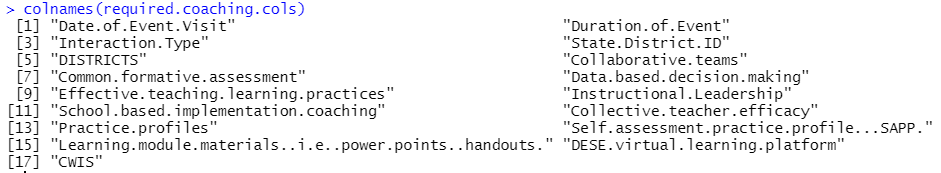 > colnames(required.coaching.cols)
[1] "Date.of.Event.Visit" "Duration.of.Event"
[3] "Interaction.Type" "State.District.ID"
[5] "DISTRICTS" "Collaborative.teams"
[7] "Common.formative.assessment" "Data.based.decision.making"
[9] "Effective.teaching.learning.practices" "Instructional.Leadership"
[11] "School.based.implementation.coaching" "Collective.teacher.efficacy"
[13] "Practice.profiles" "Self.assessment.practice.profile...SAPP."
[15] "Learning.module.materials..i.e..power.points..handouts." "DESE.virtual.learning.platform"
[17] "CWIS"